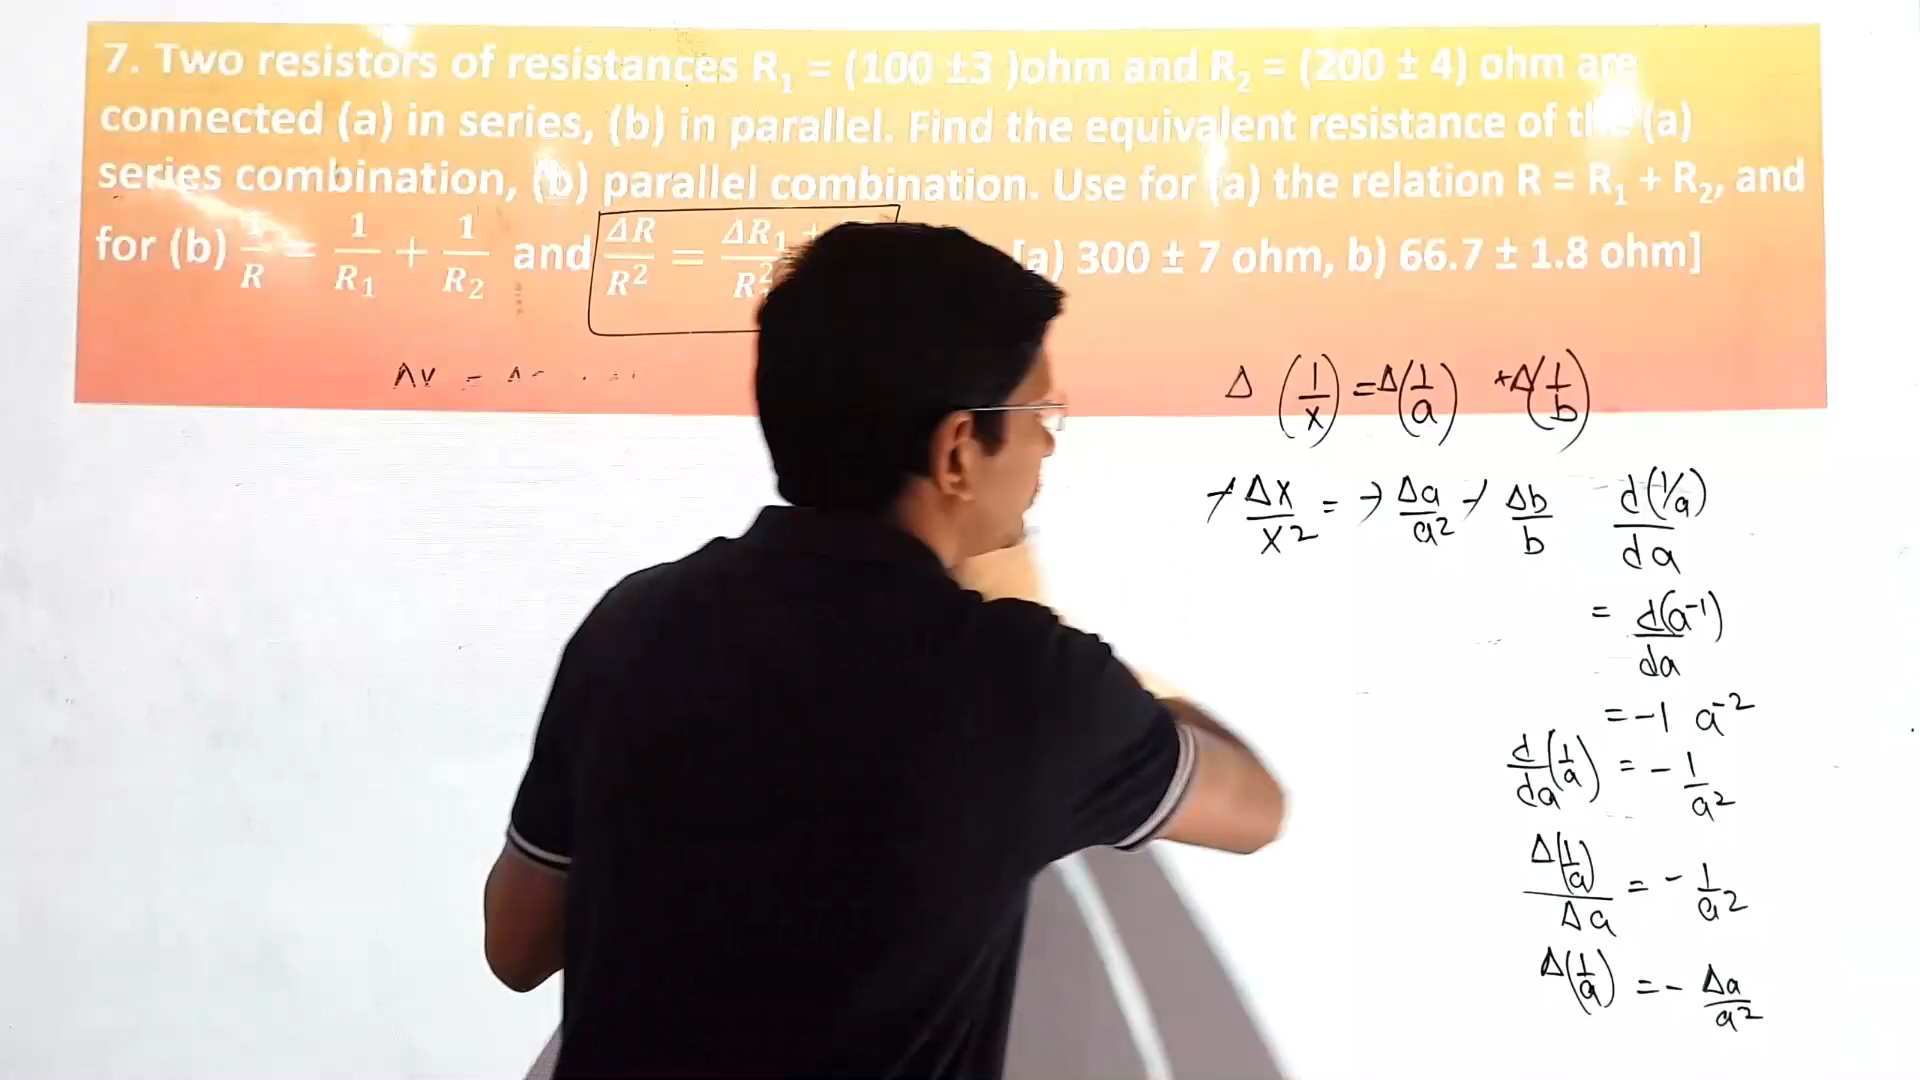 7. Two resistors of resistances R₁ = (100 ±3 )ohm and R₂ = (200 ± 4) ohm are
connected (a) in series, (b) in parallel. Find the equivalent resistance of the (a)
series combination, (b) parallel combination. Use for (a) the relation R = R₁ + R₂, and
for (b) 1/R = 1/R₁ + 1/R₂ and ΔR/R² = ΔR₁/R₁² + (a) 300 ± 7 ohm, b) 66.7 ± 1.8 ohm]
Δ (1/x) = Δ(1/a) + Δ(1/b)
Δx/x² = Δa/a² Δb/b
d(1/a)/da
= d(a⁻¹)/da
= -1 a⁻²
d/da (1/a) = - 1/a²
Δ(1/a)/Δa = - 1/a²
Δ(1/a) = - Δa/a²